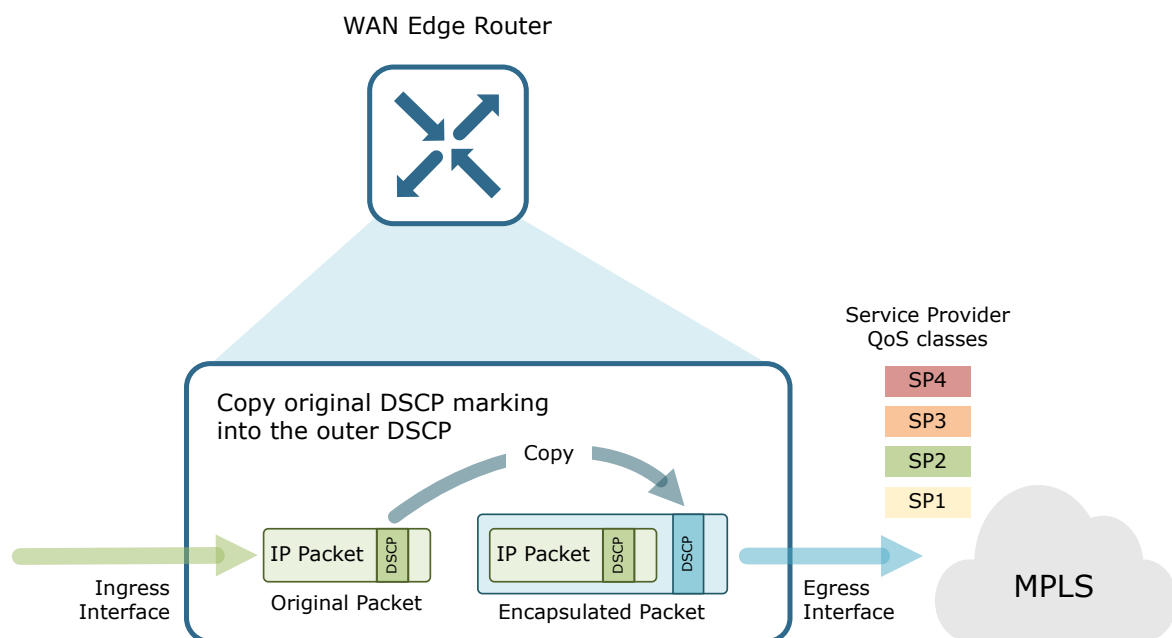 WAN Edge Router
Service Provider
QoS classes
SP4
SP3
SP2
SP1
Copy original DSCP marking
into the outer DSCP
Copy
IP Packet
DSCP
IP Packet
DSCP
DSCP
Ingress
Interface
Original Packet
Encapsulated Packet
Egress
Interface
MPLS